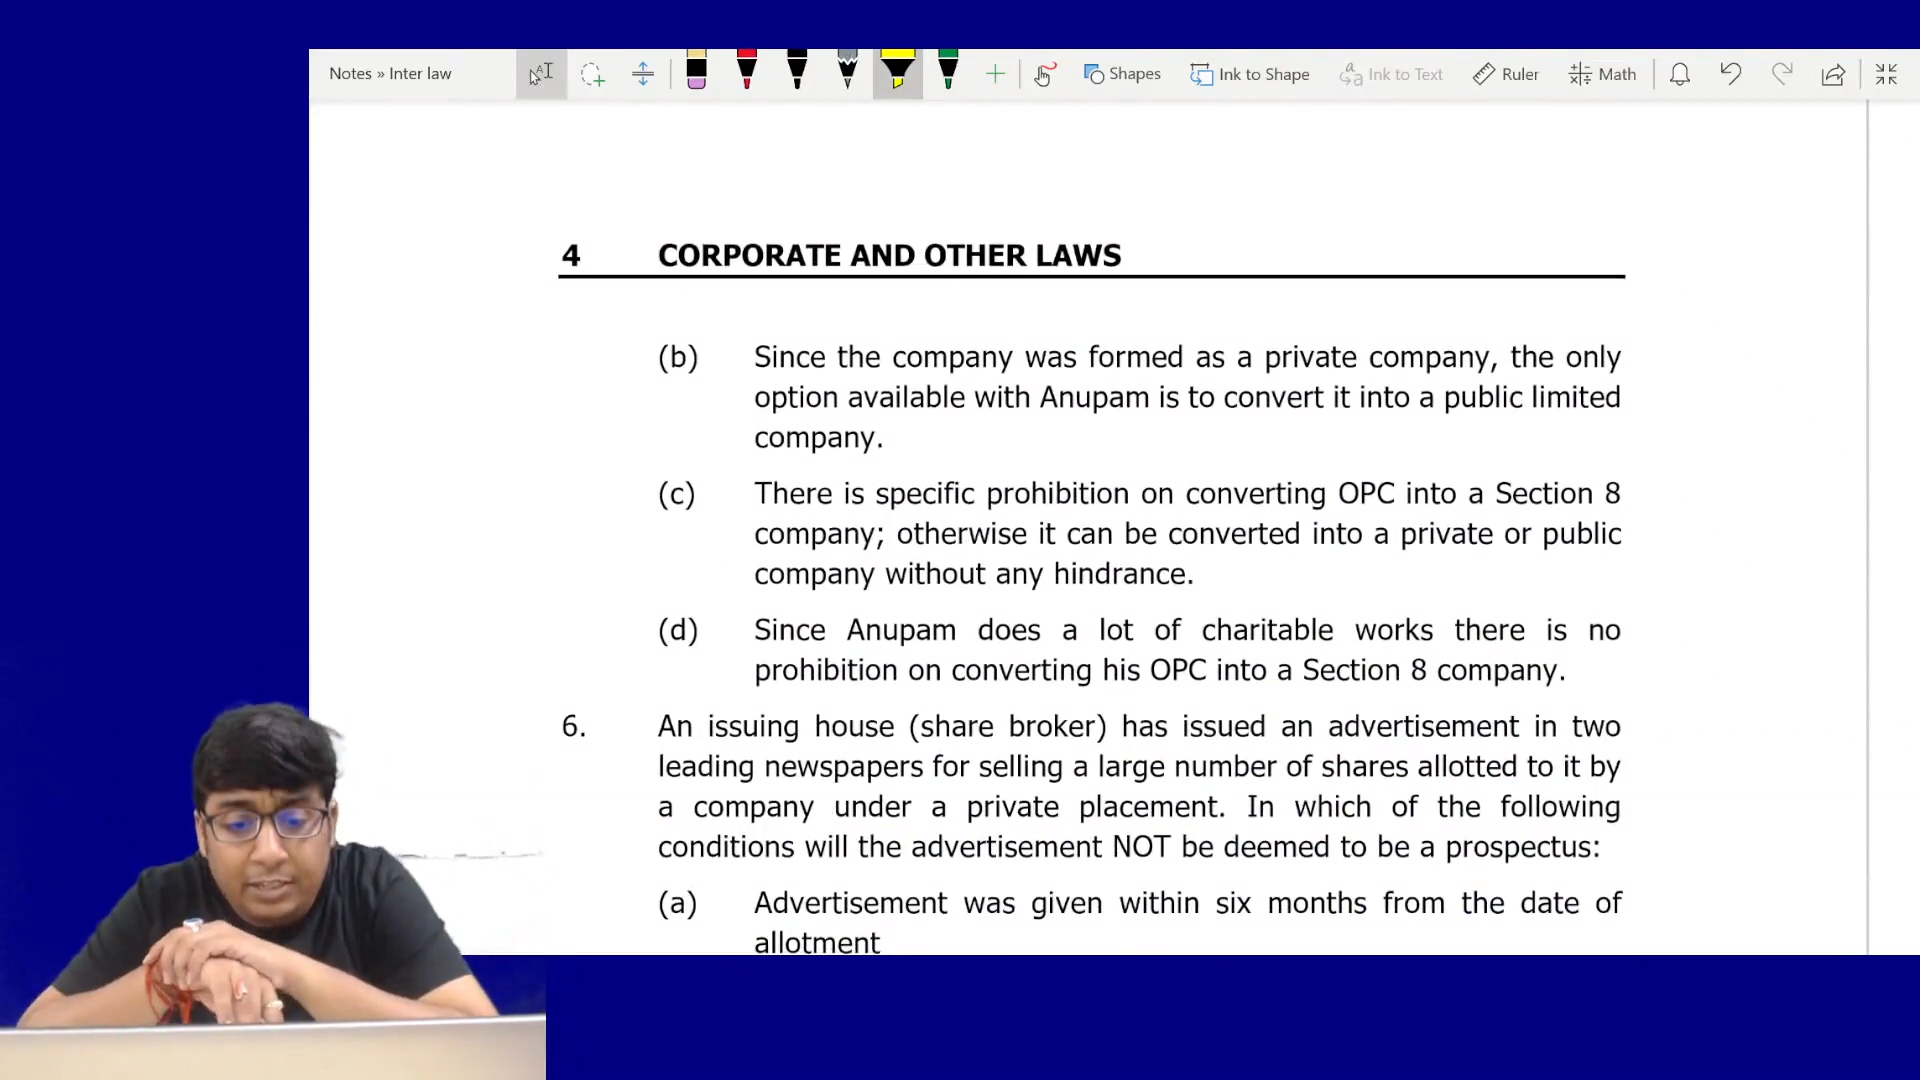 Notes » Inter law
Shapes
Ink to Shape
Ink to Text
Ruler
Math
4 CORPORATE AND OTHER LAWS
(b) Since the company was formed as a private company, the only
option available with Anupam is to convert it into a public limited
company.
(c) There is specific prohibition on converting OPC into a Section 8
company; otherwise it can be converted into a private or public
company without any hindrance.
(d) Since Anupam does a lot of charitable works there is no
prohibition on converting his OPC into a Section 8 company.
6. An issuing house (share broker) has issued an advertisement in two
leading newspapers for selling a large number of shares allotted to it by
a company under a private placement. In which of the following
conditions will the advertisement NOT be deemed to be a prospectus:
(a) Advertisement was given within six months from the date of
allotment